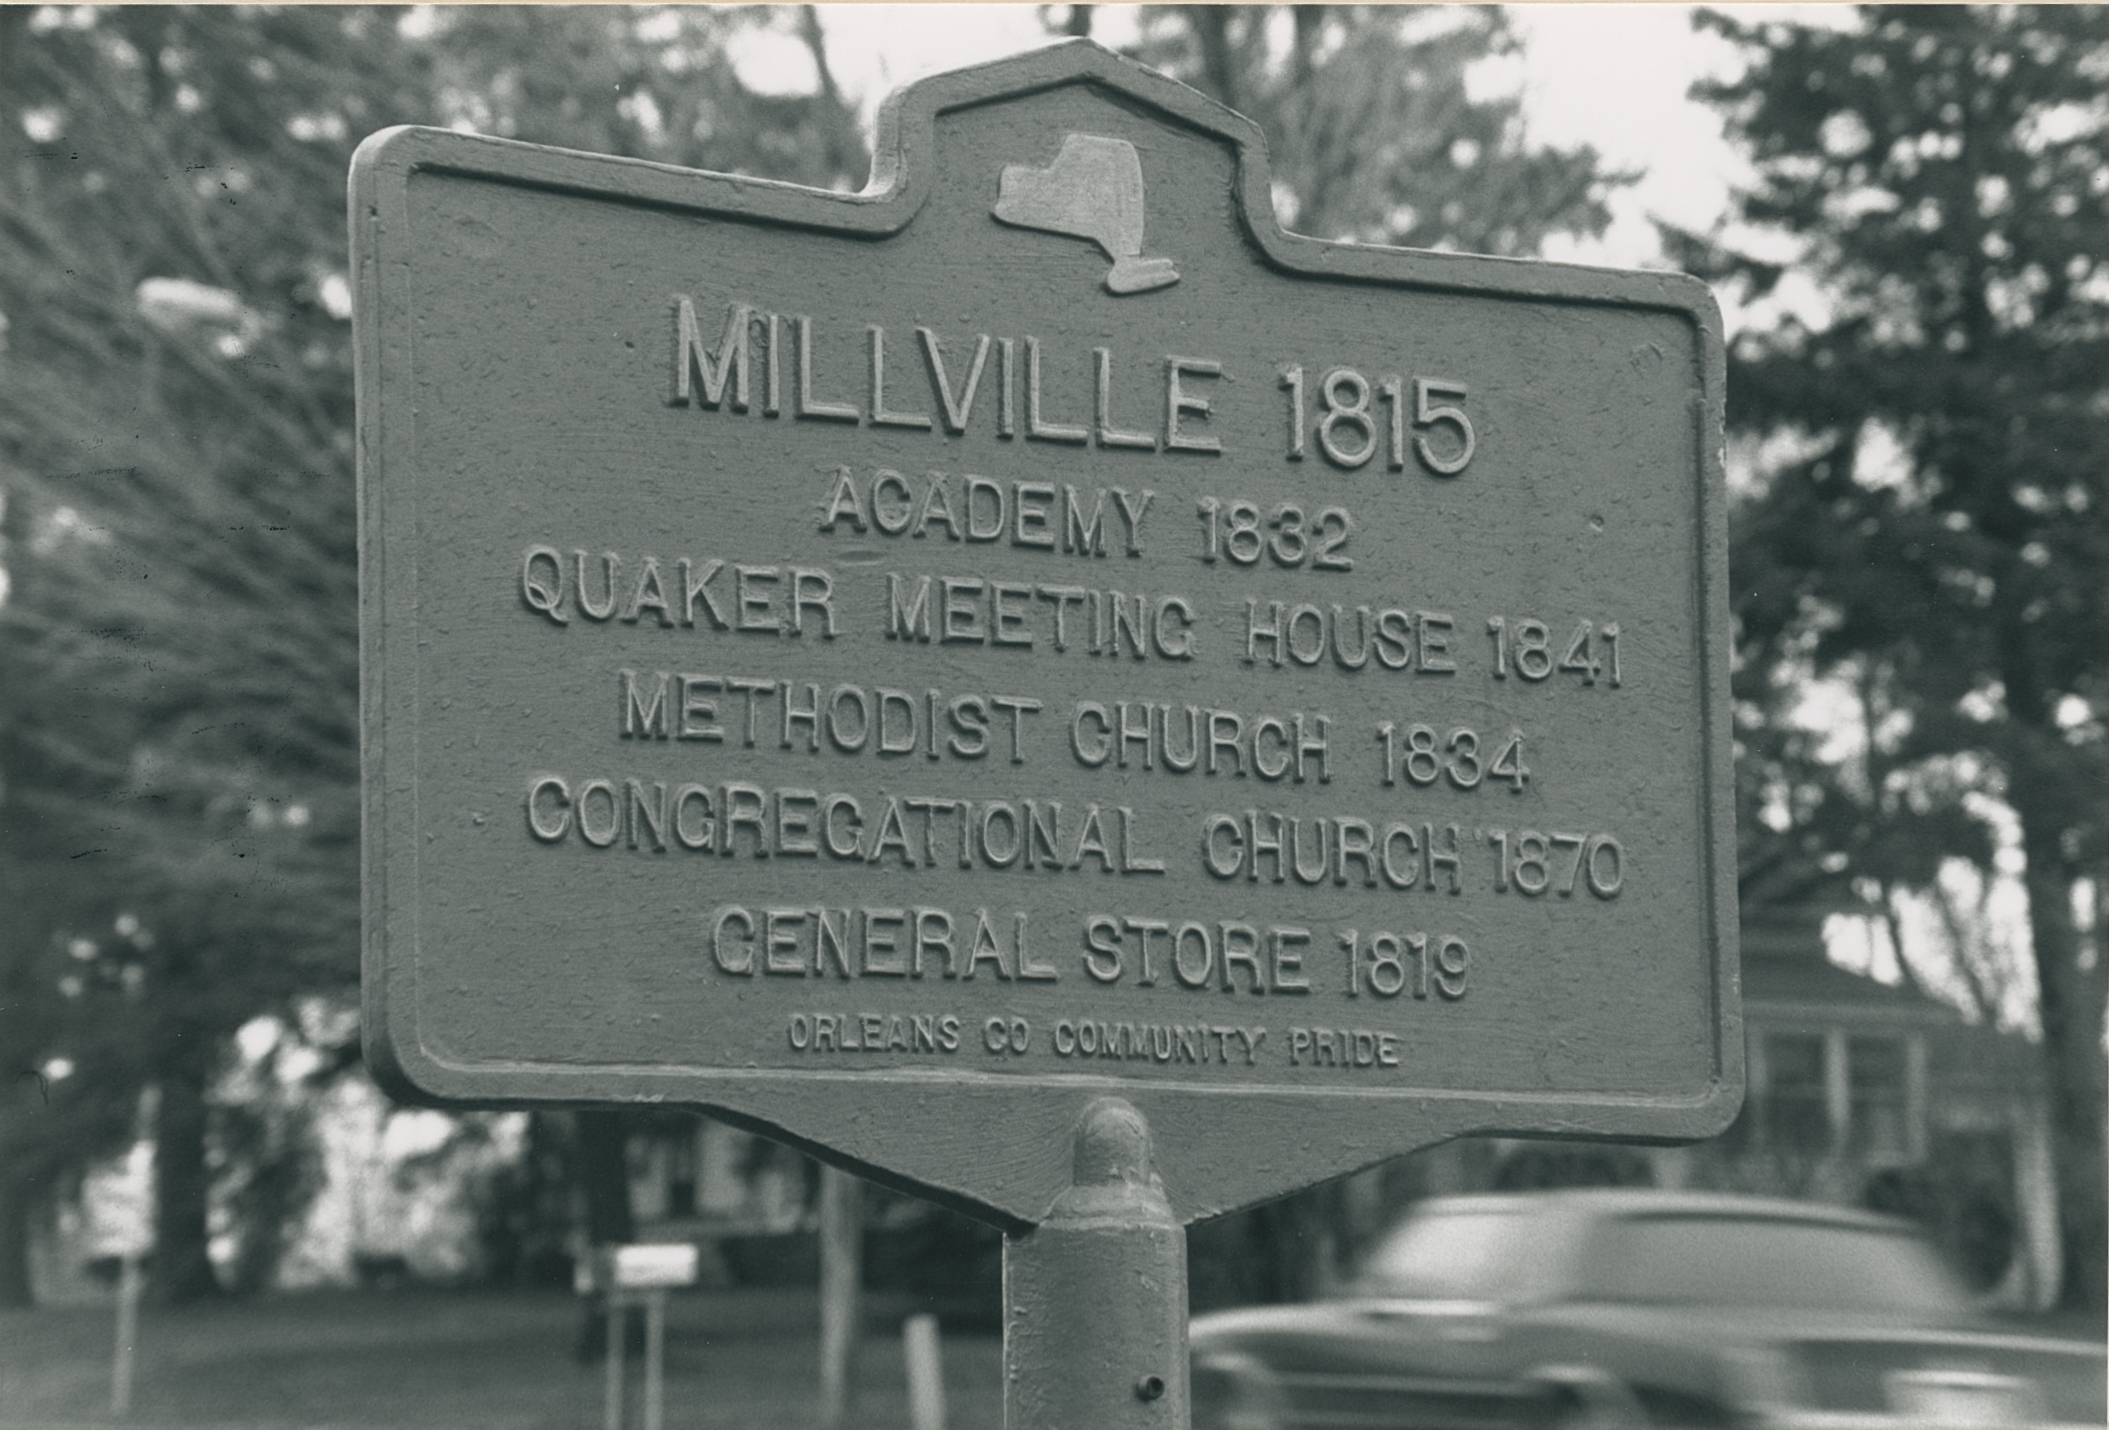 MILLVILLE 1815
ACADEMY 1832
QUAKER MEETING HOUSE 1841
METHODIST CHURCH 1834
CONGREGATIONAL CHURCH 1870
GENERAL STORE 1819
ORLEANS CO COMMUNITY PRIDE